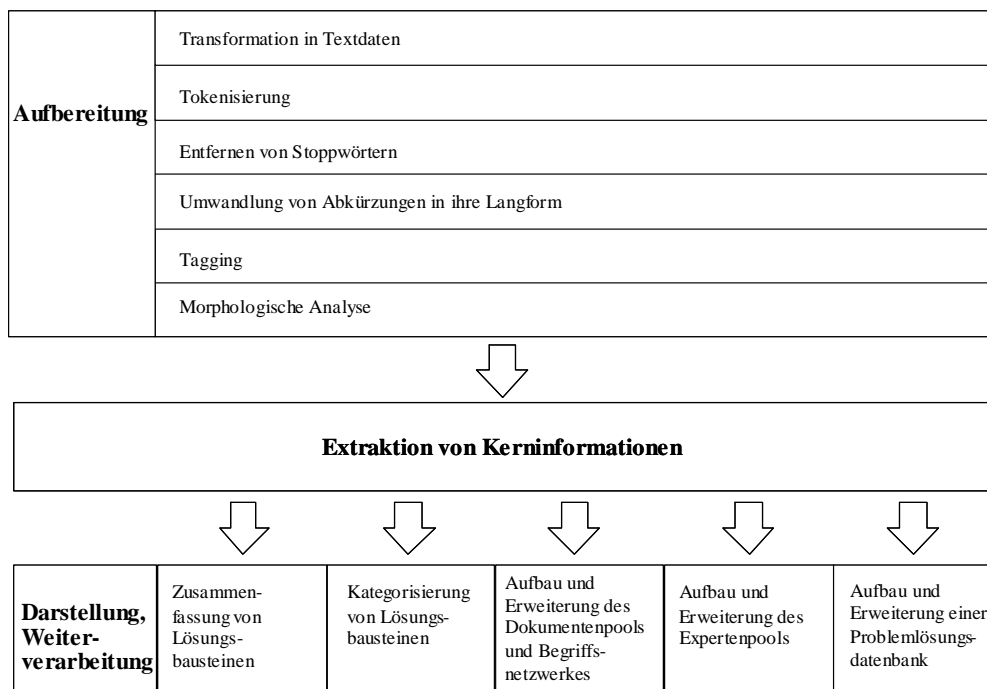 Aufbereitung
Transformation in Textdaten
Tokenisierung
Entfernen von Stoppwörtern
Umwandlung von Abkürzungen in ihre Langform
Tagging
Morphologische Analyse
Extraktion von Kerninformationen
Darstellung,
Weiter-
verarbeitung
Zusammen-
fassung von
Lösungs-
bausteinen
Kategorisierung
von Lösungs-
bausteinen
Aufbau und
Erweiterung des
Dokumentenpools
und Begriffs-
netzwerkes
Aufbau und
Erweiterung des
Expertenpools
Aufbau und
Erweiterung einer
Problemlösungs-
datenbank